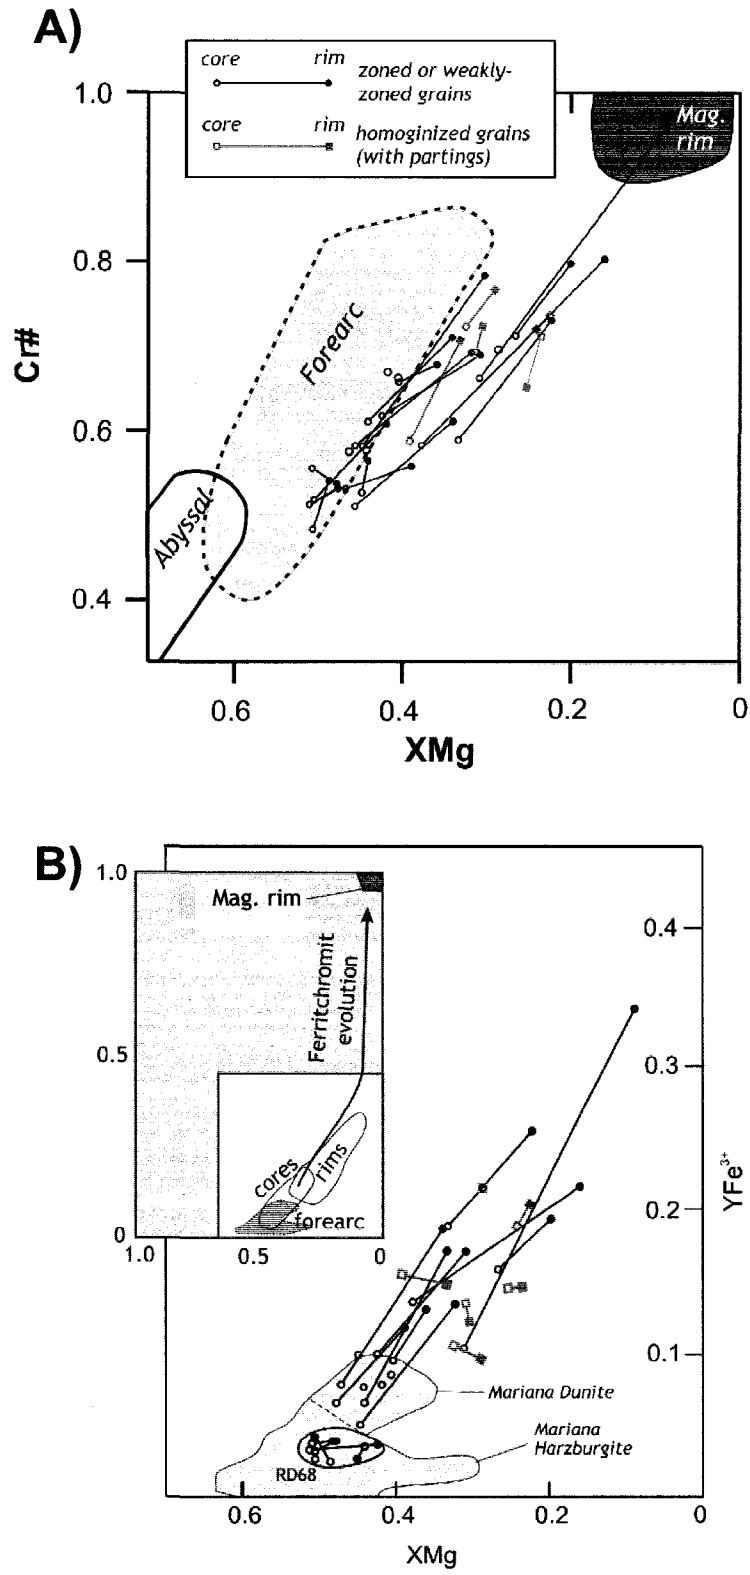 A)
core rim zoned or weakly-
zoned grains
core rim homoginized grains
(with partings)
Mag.
rim
1.0
0.8
0.6
0.4
Cr#
Forearc
Abyssal
0.6 0.4 0.2 0
XMg
B)
1.0
0.5
0
Mag. rim
Ferritchromit
evolution
cores
rims
forearc
1.0 0.5 0
0.4
0.3
0.2
0.1
0
YFe³⁺
Mariana Dunite
Mariana
Harzburgite
RD68
0.6 0.4 0.2
XMg